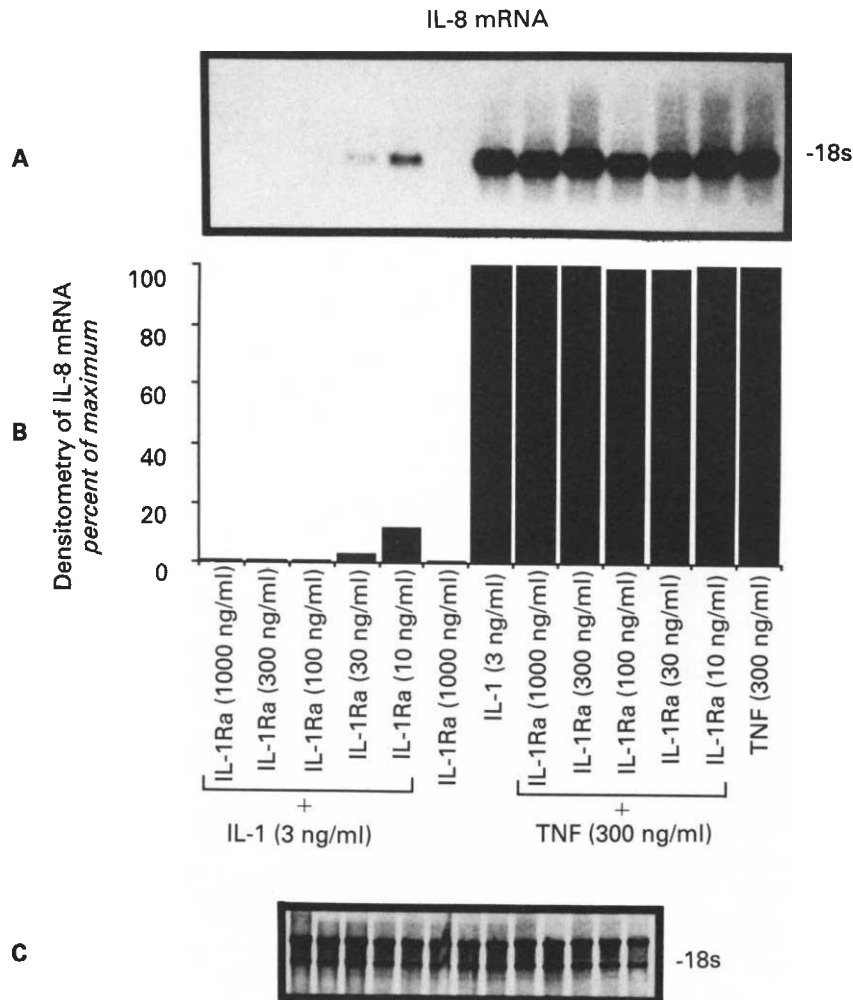 IL-8 mRNA
A
-18s
B
Densitometry of IL-8 mRNA
percent of maximum
100
80
60
40
20
0
IL-1Ra (1000 ng/ml)
IL-1Ra (300 ng/ml)
IL-1Ra (100 ng/ml)
IL-1Ra (30 ng/ml)
IL-1Ra (10 ng/ml)
IL-1Ra (1000 ng/ml)
IL-1 (3 ng/ml)
IL-1Ra (1000 ng/ml)
IL-1Ra (300 ng/ml)
IL-1Ra (100 ng/ml)
IL-1Ra (30 ng/ml)
IL-1Ra (10 ng/ml)
TNF (300 ng/ml)
+
IL-1 (3 ng/ml)
+
TNF (300 ng/ml)
C
-18s